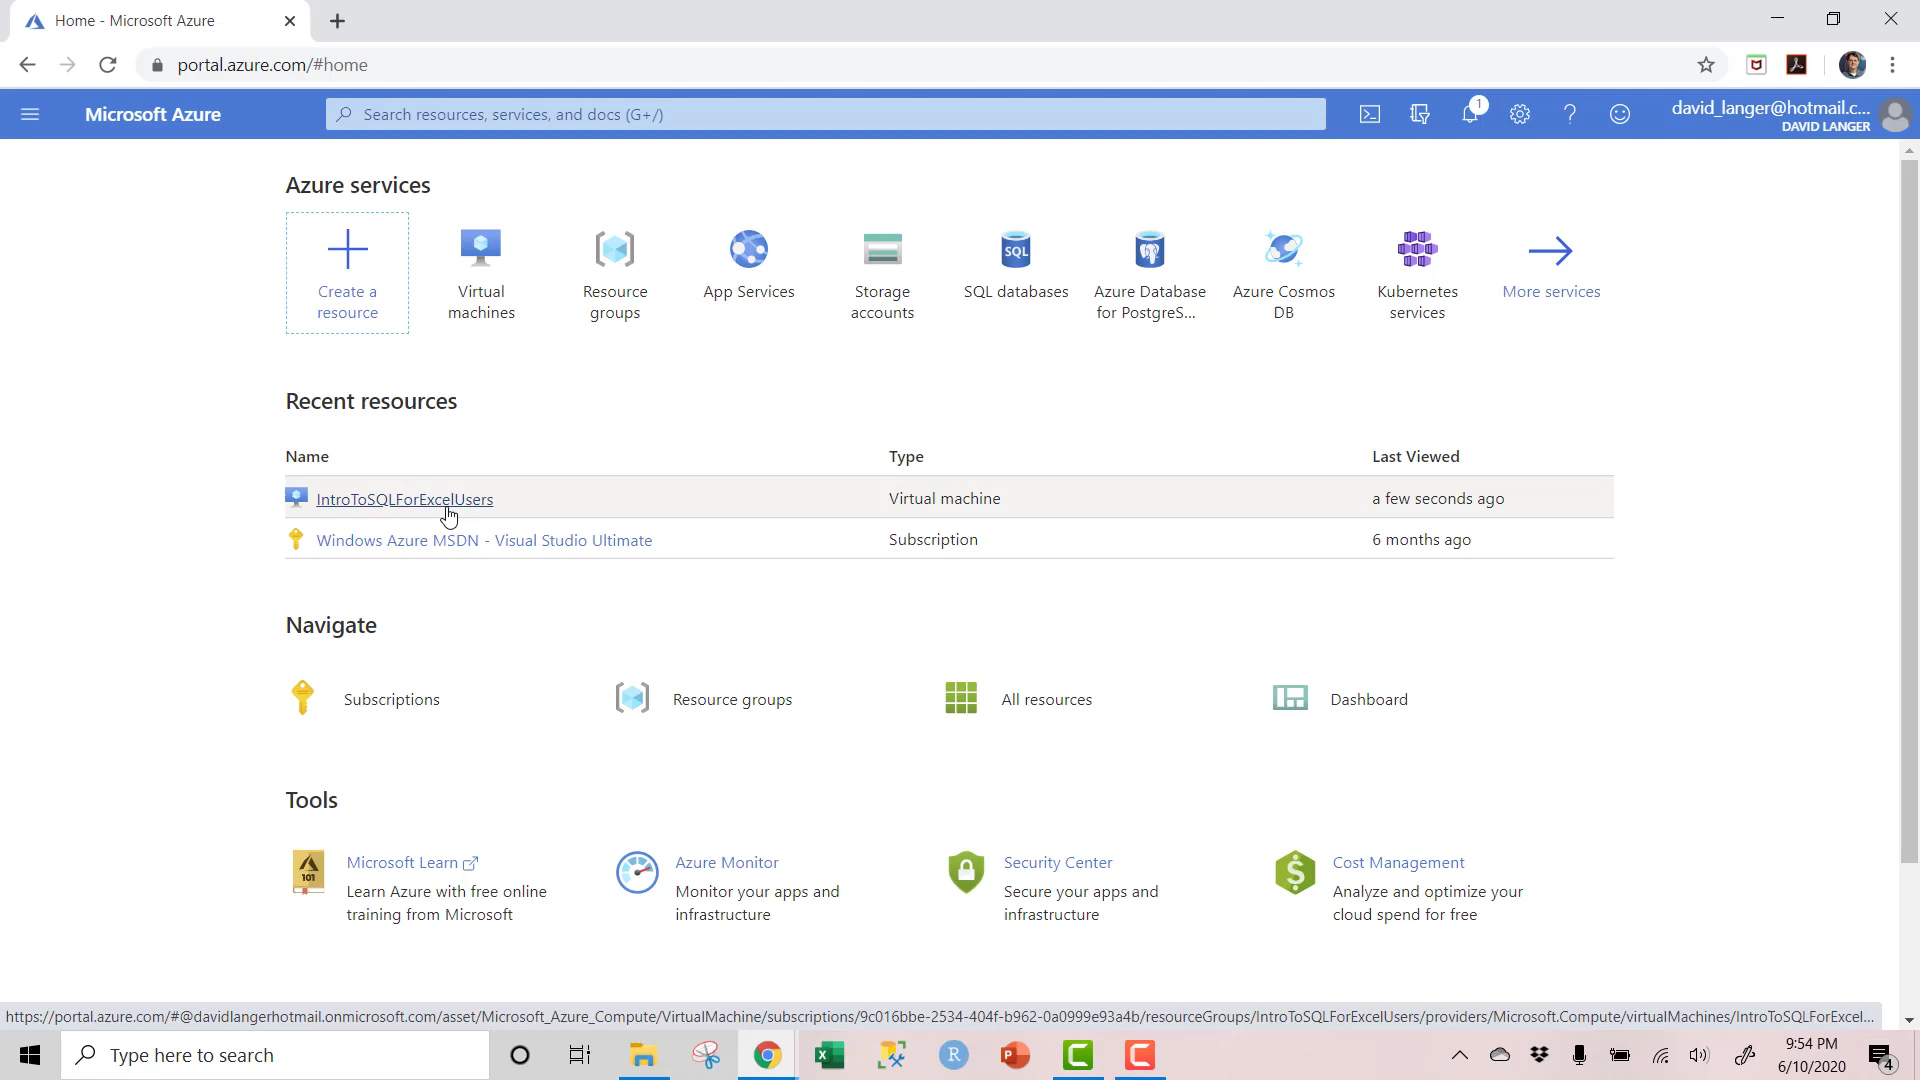 Home - Microsoft Azure
portal.azure.com/#home
Microsoft Azure
Search resources, services, and docs (G+/)
1
david_langer@hotmail.c...
DAVID LANGER
Azure services
Create a
resource
Virtual
machines
Resource
groups
App Services
Storage
accounts
SQL
SQL databases
Azure Database
for PostgreS...
Azure Cosmos
DB
Kubernetes
services
More services
Recent resources
Name Type Last Viewed
IntroToSQLForExcelUsers Virtual machine a few seconds ago
Windows Azure MSDN - Visual Studio Ultimate Subscription 6 months ago
Navigate
Subscriptions
Resource groups
All resources
Dashboard
Tools
101
Microsoft Learn
Learn Azure with free online
training from Microsoft
Azure Monitor
Monitor your apps and
infrastructure
Security Center
Secure your apps and
infrastructure
Cost Management
Analyze and optimize your
cloud spend for free
https://portal.azure.com/#@davidlangerhotmail.onmicrosoft.com/asset/Microsoft_Azure_Compute/VirtualMachine/subscriptions/9c016bbe-2534-404f-b962-0a0999e93a4b/resourceGroups/IntroToSQLForExcelUsers/providers/Microsoft.Compute/virtualMachines/IntroToSQLForExcel...
Type here to search
9:54 PM
6/10/2020
4